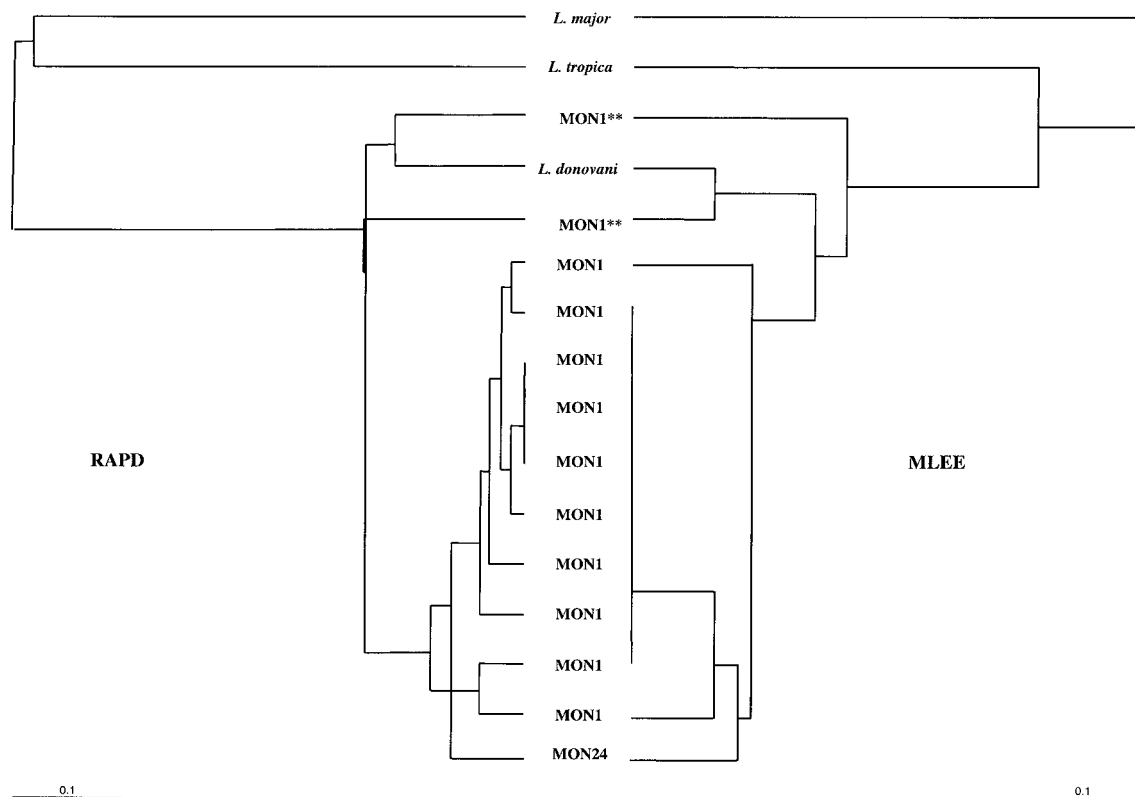 L. major
L. tropica
MON1**
L. donovani
MON1**
MON1
MON1
MON1
MON1
RAPD
MON1
MLEE
MON1
MON1
MON1
MON1
MON1
MON24
0.1
0.1